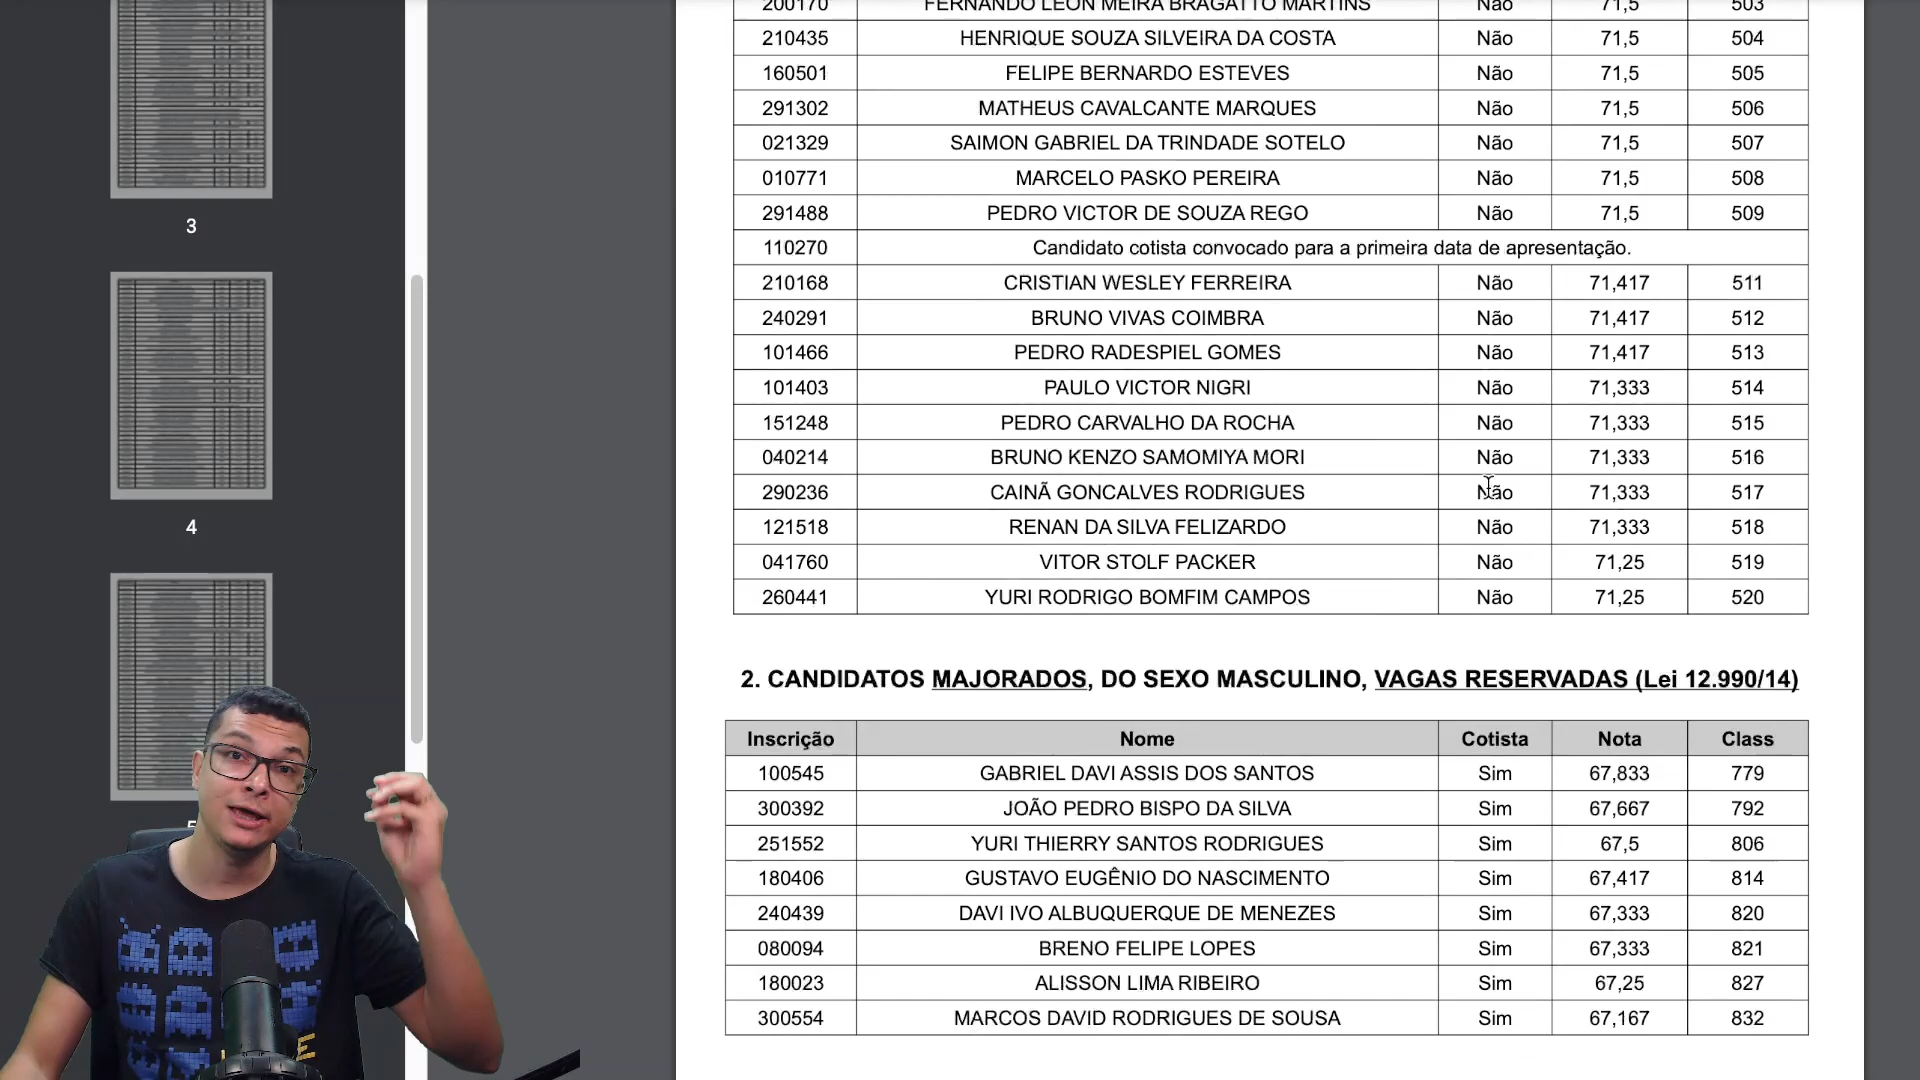 200170 FERNANDO LEON MEIRA BRAGATTO MARTINS Não 71,5 503
210435 HENRIQUE SOUZA SILVEIRA DA COSTA Não 71,5 504
160501 FELIPE BERNARDO ESTEVES Não 71,5 505
291302 MATHEUS CAVALCANTE MARQUES Não 71,5 506
021329 SAIMON GABRIEL DA TRINDADE SOTELO Não 71,5 507
010771 MARCELO PASKO PEREIRA Não 71,5 508
291488 PEDRO VICTOR DE SOUZA REGO Não 71,5 509
110270 Candidato cotista convocado para a primeira data de apresentação.
210168 CRISTIAN WESLEY FERREIRA Não 71,417 511
240291 BRUNO VIVAS COIMBRA Não 71,417 512
101466 PEDRO RADESPIEL GOMES Não 71,417 513
101403 PAULO VICTOR NIGRI Não 71,333 514
151248 PEDRO CARVALHO DA ROCHA Não 71,333 515
040214 BRUNO KENZO SAMOMIYA MORI Não 71,333 516
290236 CAINÃ GONCALVES RODRIGUES Não 71,333 517
121518 RENAN DA SILVA FELIZARDO Não 71,333 518
041760 VITOR STOLF PACKER Não 71,25 519
260441 YURI RODRIGO BOMFIM CAMPOS Não 71,25 520
2. CANDIDATOS MAJORADOS, DO SEXO MASCULINO, VAGAS RESERVADAS (Lei 12.990/14)
Inscrição Nome Cotista Nota Class
100545 GABRIEL DAVI ASSIS DOS SANTOS Sim 67,833 779
300392 JOÃO PEDRO BISPO DA SILVA Sim 67,667 792
251552 YURI THIERRY SANTOS RODRIGUES Sim 67,5 806
180406 GUSTAVO EUGÊNIO DO NASCIMENTO Sim 67,417 814
240439 DAVI IVO ALBUQUERQUE DE MENEZES Sim 67,333 820
080094 BRENO FELIPE LOPES Sim 67,333 821
180023 ALISSON LIMA RIBEIRO Sim 67,25 827
300554 MARCOS DAVID RODRIGUES DE SOUSA Sim 67,167 832
3
4